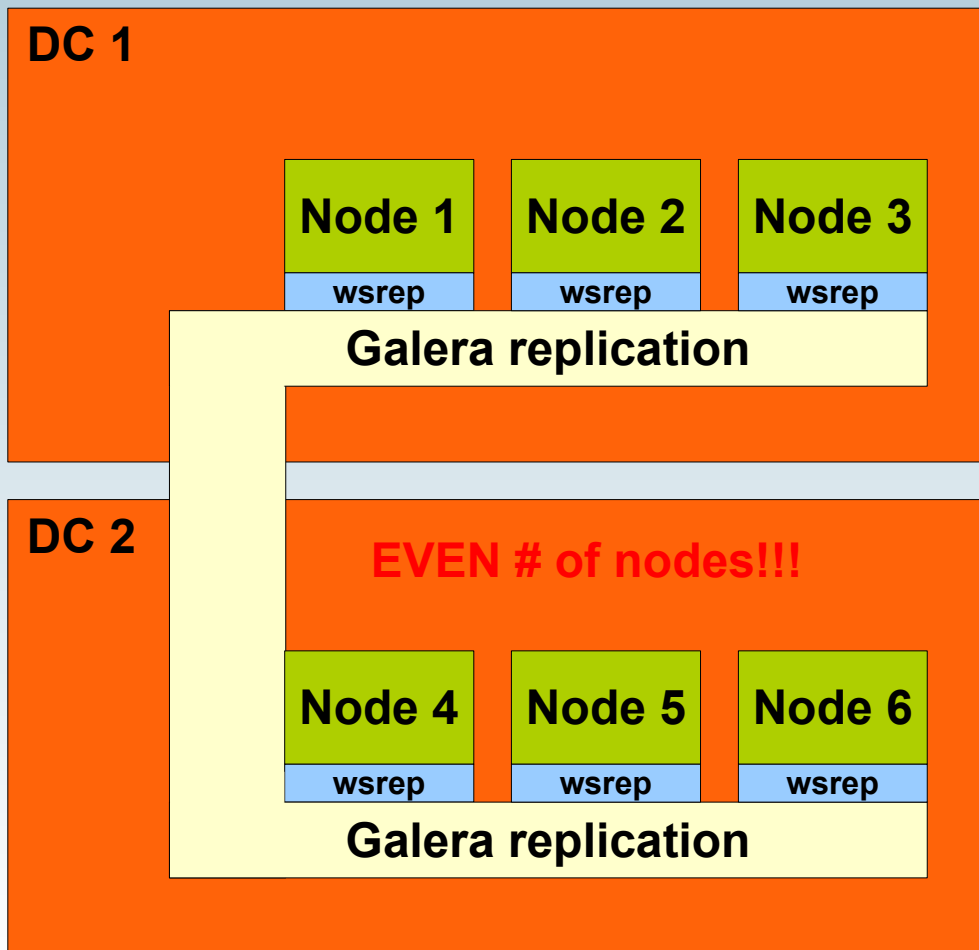 DC 1
Node 1 Node 2 Node 3
wsrep wsrep wsrep
Galera replication
DC 2
EVEN # of nodes!!!
Node 4 Node 5 Node 6
wsrep wsrep wsrep
Galera replication